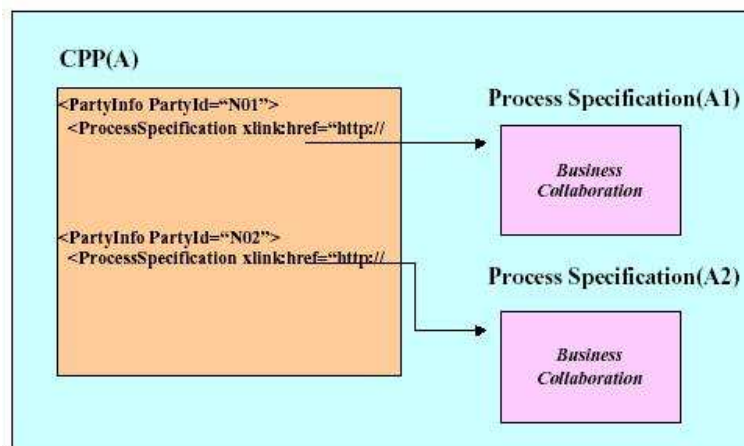 CPP(A)
<PartyInfo PartyId=“N01”>
<ProcessSpecification xlink:href=“http://
Process Specification(A1)
Business
Collaboration
<PartyInfo PartyId=“N02”>
<ProcessSpecification xlink:href=“http://
Process Specification(A2)
Business
Collaboration